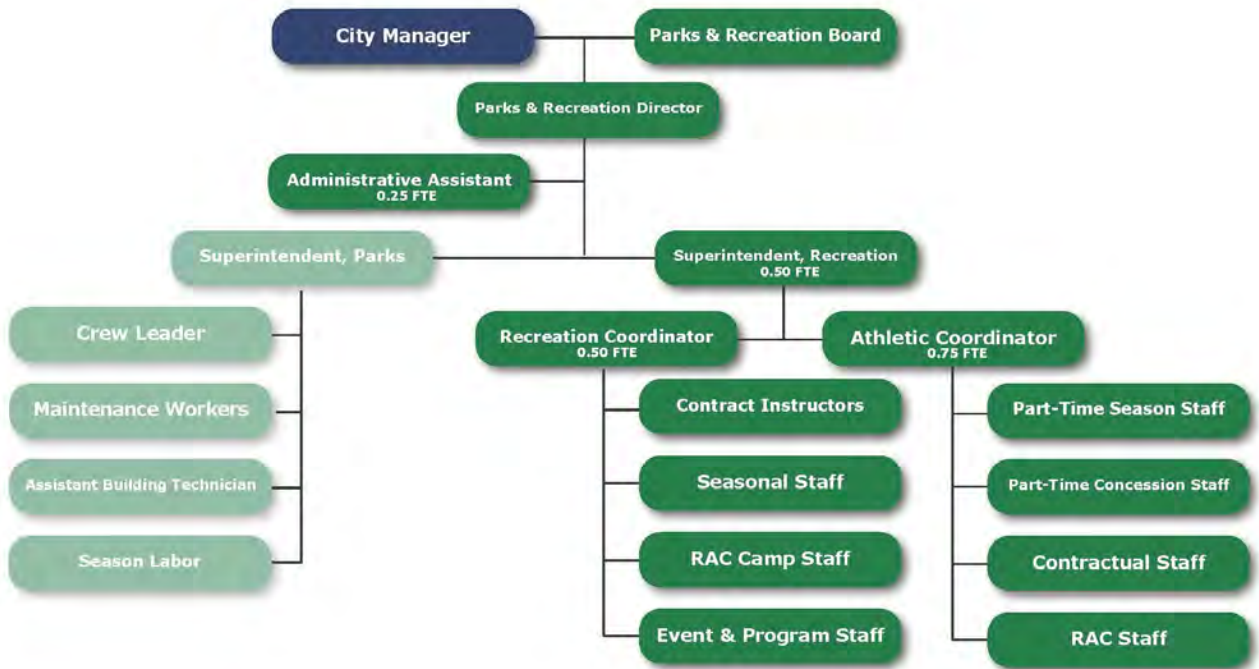 City Manager
Parks & Recreation Board
Parks & Recreation Director
Administrative Assistant
0.25 FTE
Superintendent, Parks
Superintendent, Recreation
0.50 FTE
Crew Leader
Maintenance Workers
Assistant Building Technician
Season Labor
Recreation Coordinator
0.50 FTE
Athletic Coordinator
0.75 FTE
Contract Instructors
Seasonal Staff
RAC Camp Staff
Event & Program Staff
Part-Time Season Staff
Part-Time Concession Staff
Contractual Staff
RAC Staff